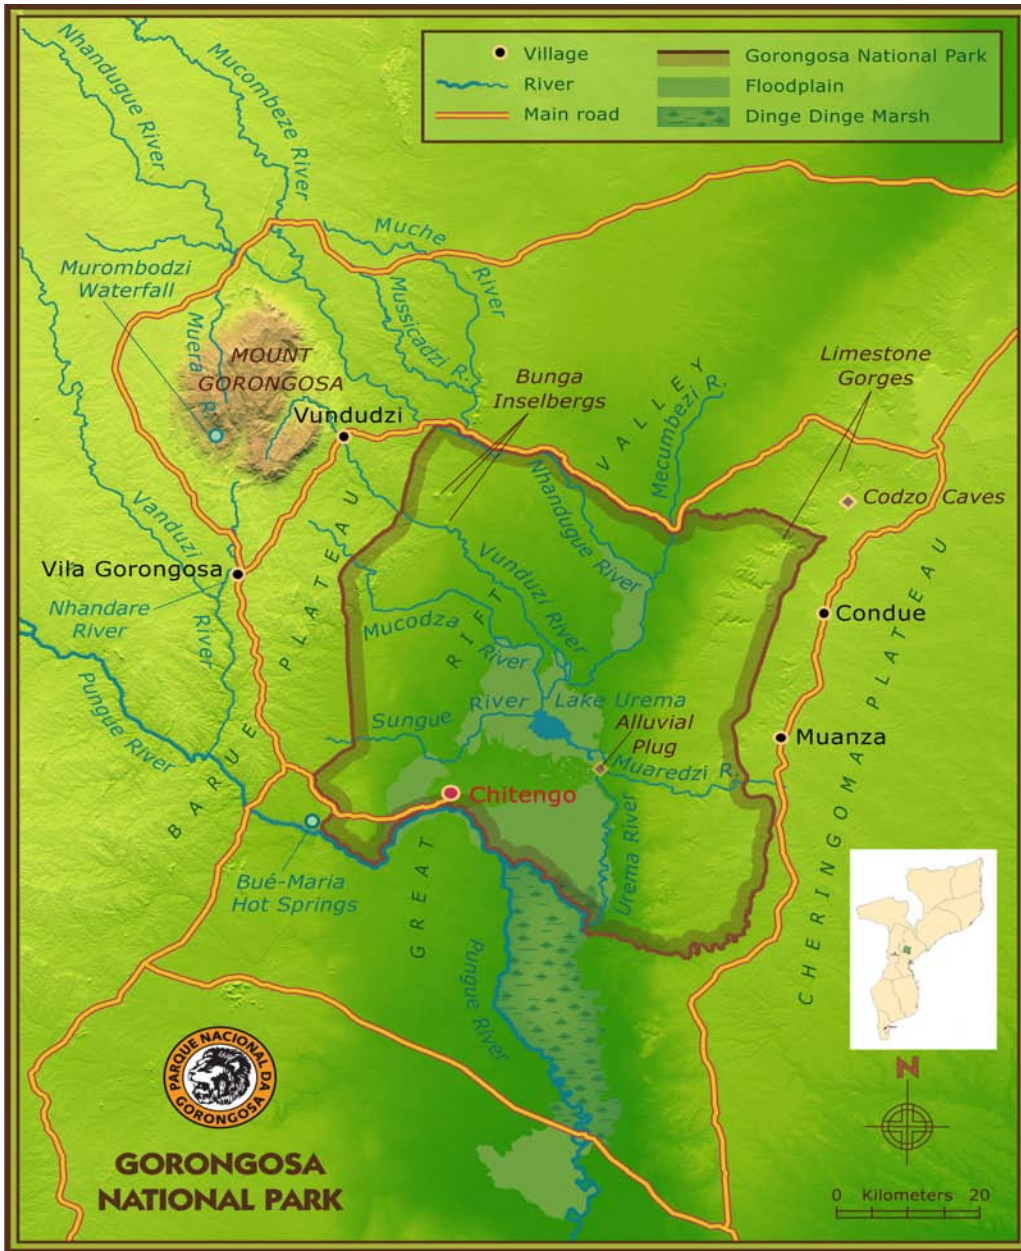 Village
River
Main road
Gorongosa National Park
Floodplain
Dinge Dinge Marsh
Nhandugue River
Mucombeze River
Muche
River
Murombodzi
Waterfall
Mussicadzi R.
Muera R.
MOUNT
GORONGOSA
Vundudzi
Bunga
Inselbergs
VALLEY
Mecumbezi R.
Limestone
Gorges
Codzo Caves
Vanduzi
River
Vila Gorongosa
Nhandare
River
PLATEAU
Nhandugue River
Vunduzi River
Mucodza
River
RIFT
Condue
CHERINGOMA PLATEAU
Pungue River
BARUE
Sungue
River
Lake Urema
Alluvial
Plug
Muaredzi R.
Muanza
Chitengo
Urema River
GREAT
Bué-Maria
Hot Springs
Pungue River
PARQUE NACIONAL DA
GORONGOSA
GORONGOSA
NATIONAL PARK
N
0 Kilometers 20